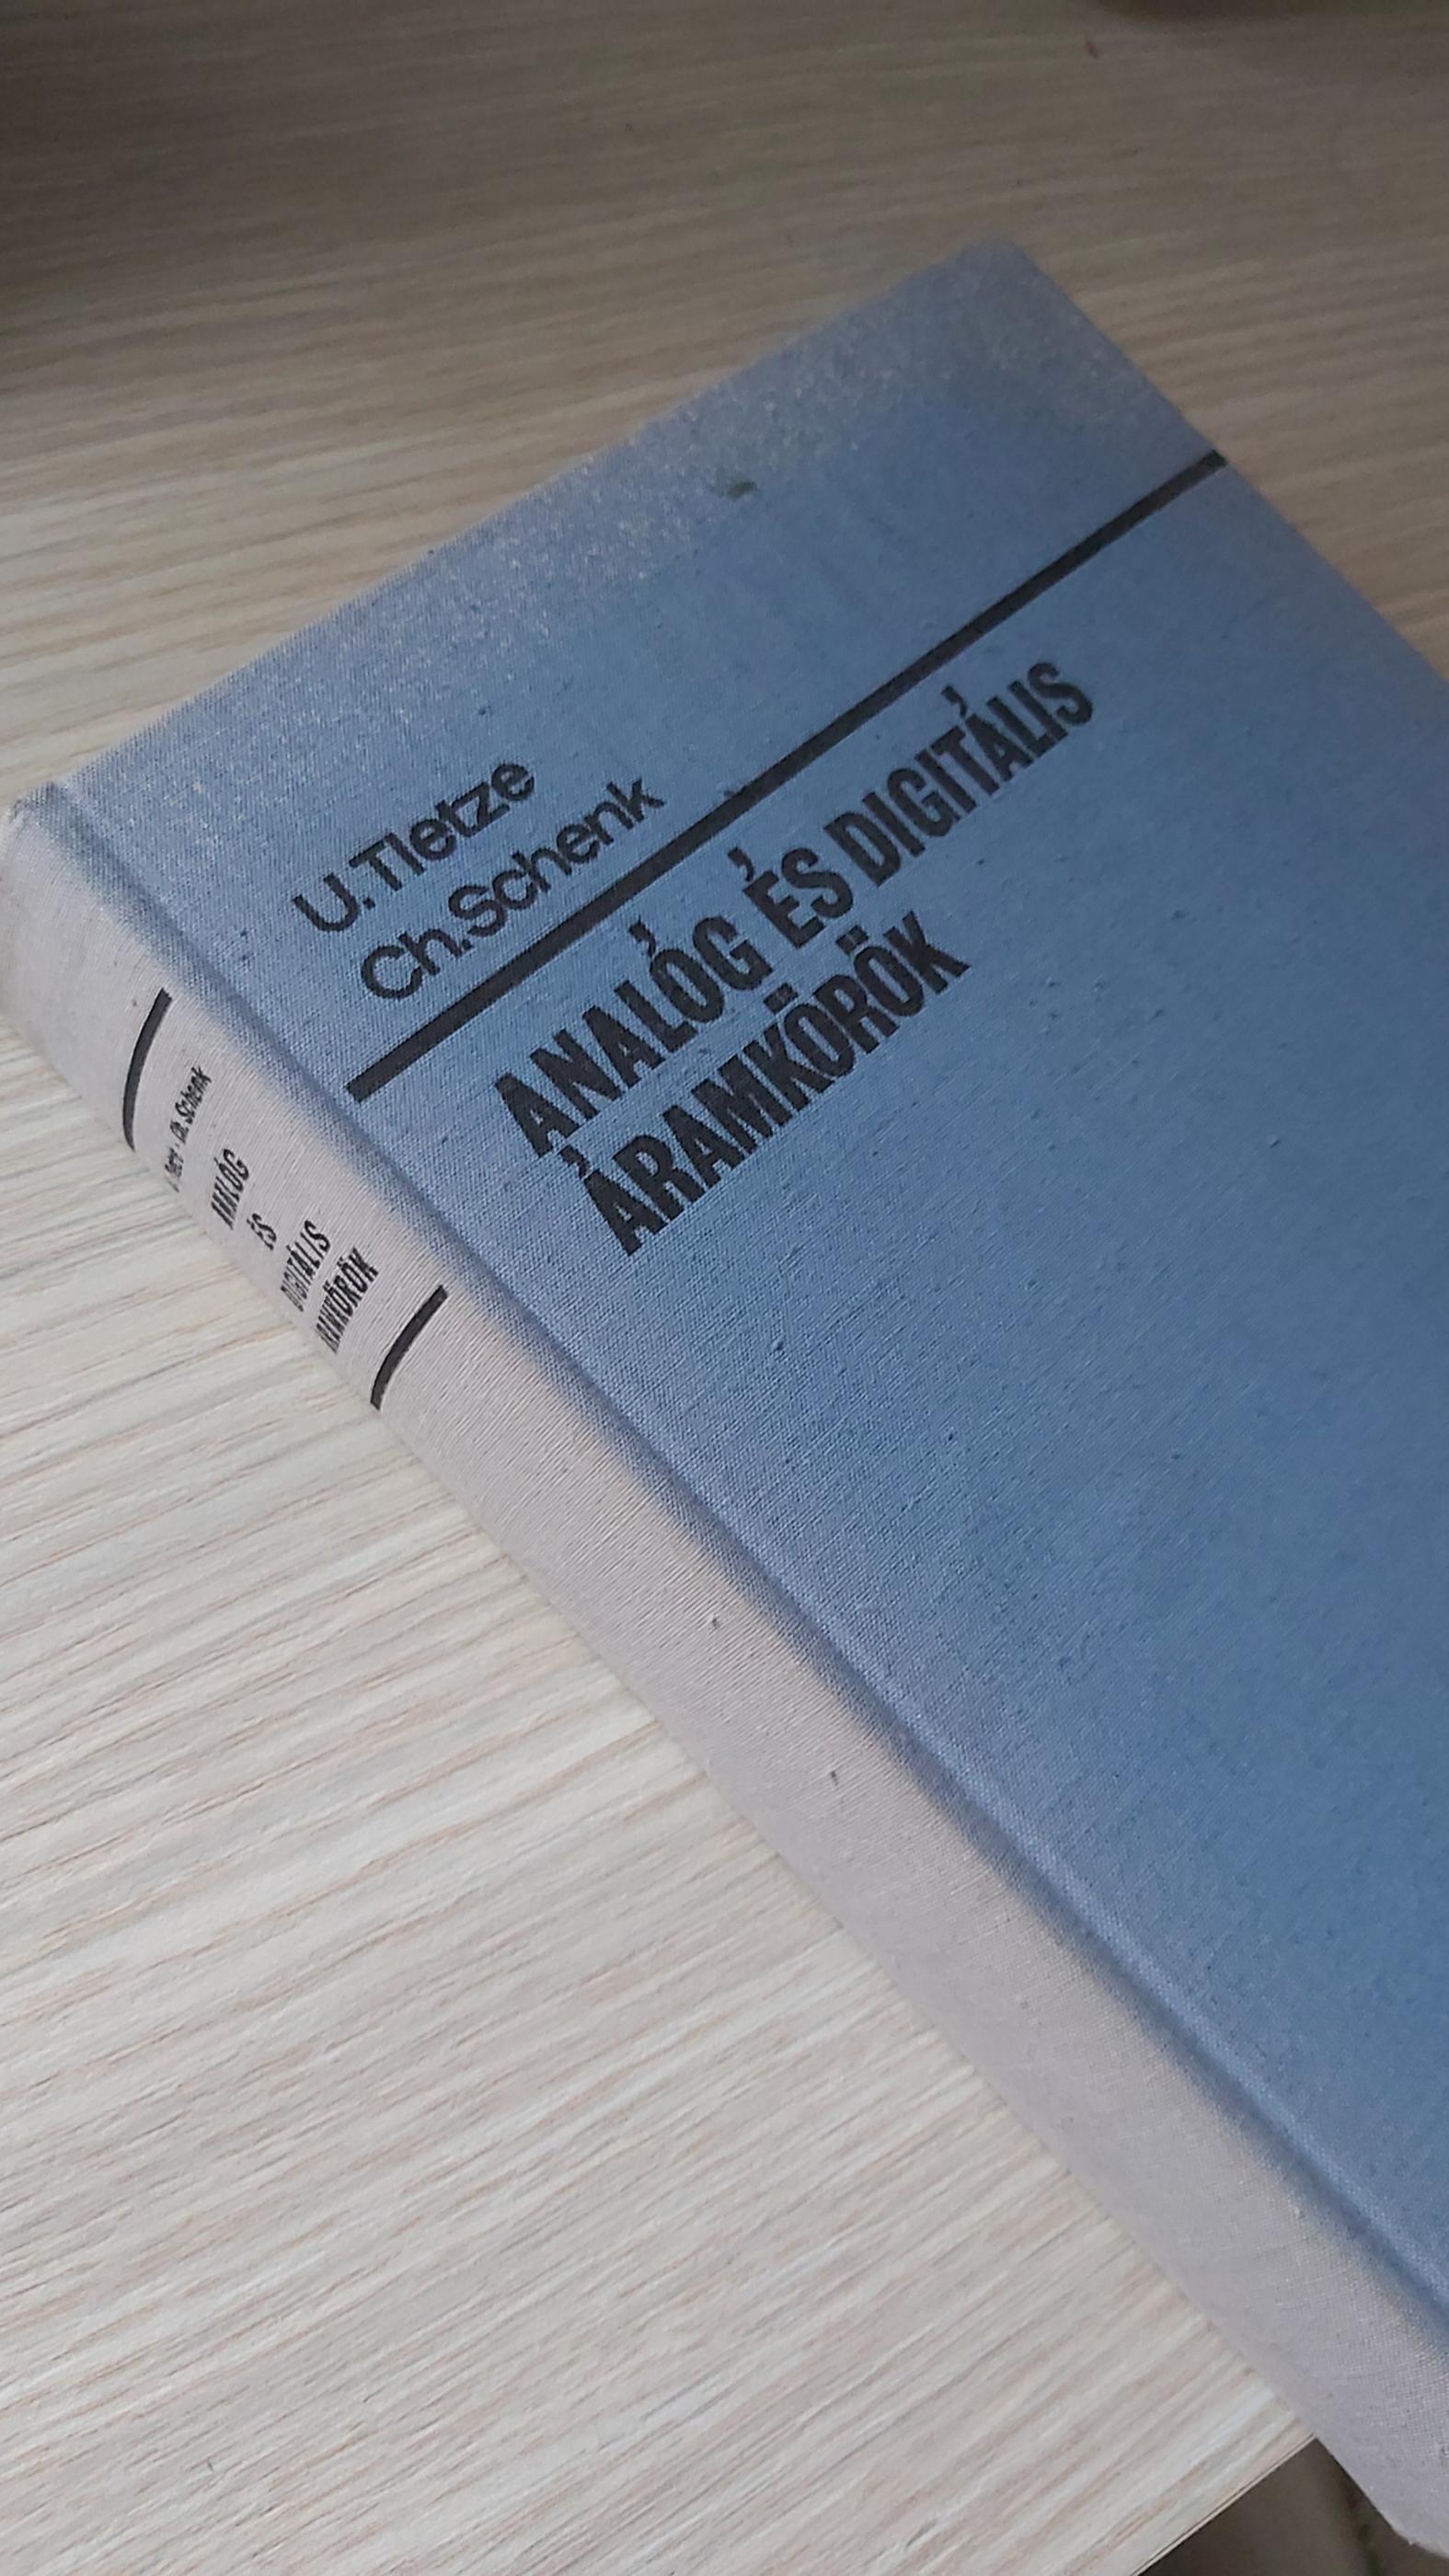 U. Tietze
Ch. Schenk
ANALÓG ÉS DIGITÁLIS
ÁRAMKÖRÖK
Ch. Schenk
ANALÓG
ÉS
DIGITÁLIS
ÁRAMKÖRÖK